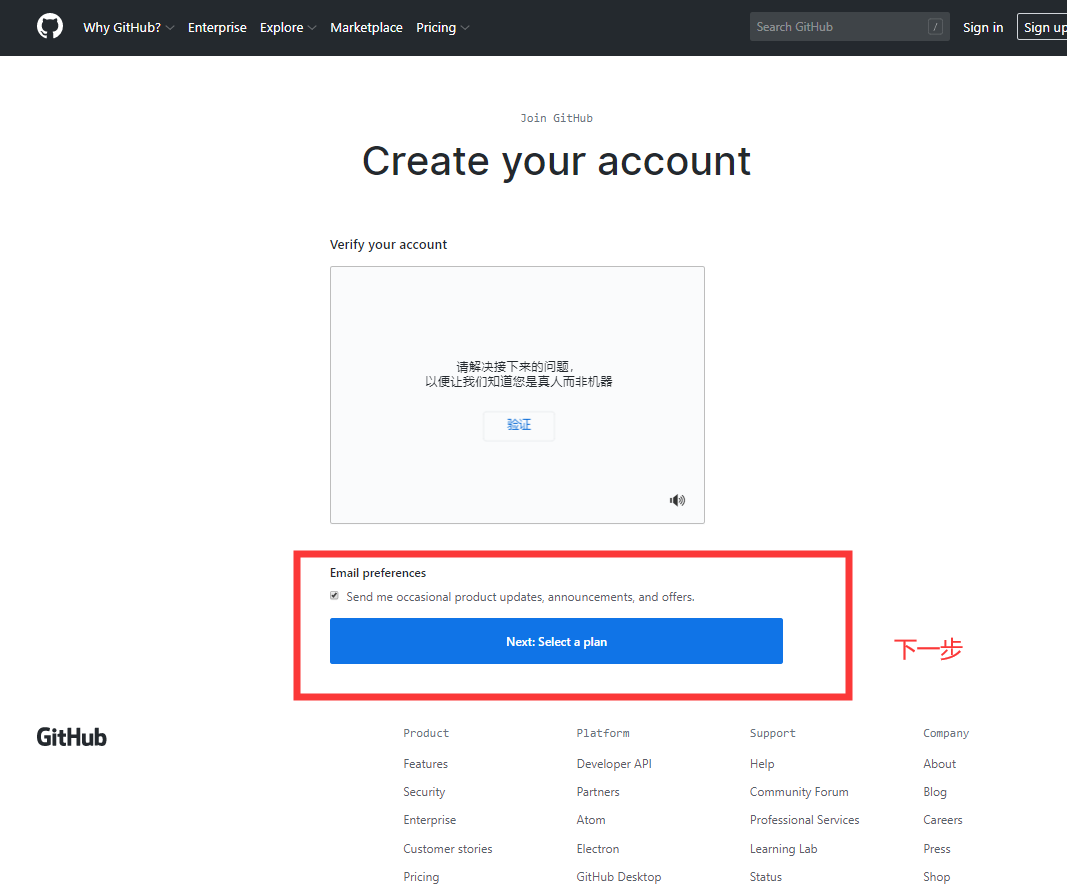 Why GitHub? Enterprise Explore Marketplace Pricing Search GitHub / Sign in Sign up
Join GitHub
Create your account
Verify your account
请解决接下来的问题，
以便让我们知道您是真人而非机器
验证
Email preferences
Send me occasional product updates, announcements, and offers.
Next: Select a plan
下一步
GitHub
Product Platform Support Company
Features Developer API Help About
Security Partners Community Forum Blog
Enterprise Atom Professional Services Careers
Customer stories Electron Learning Lab Press
Pricing GitHub Desktop Status Shop